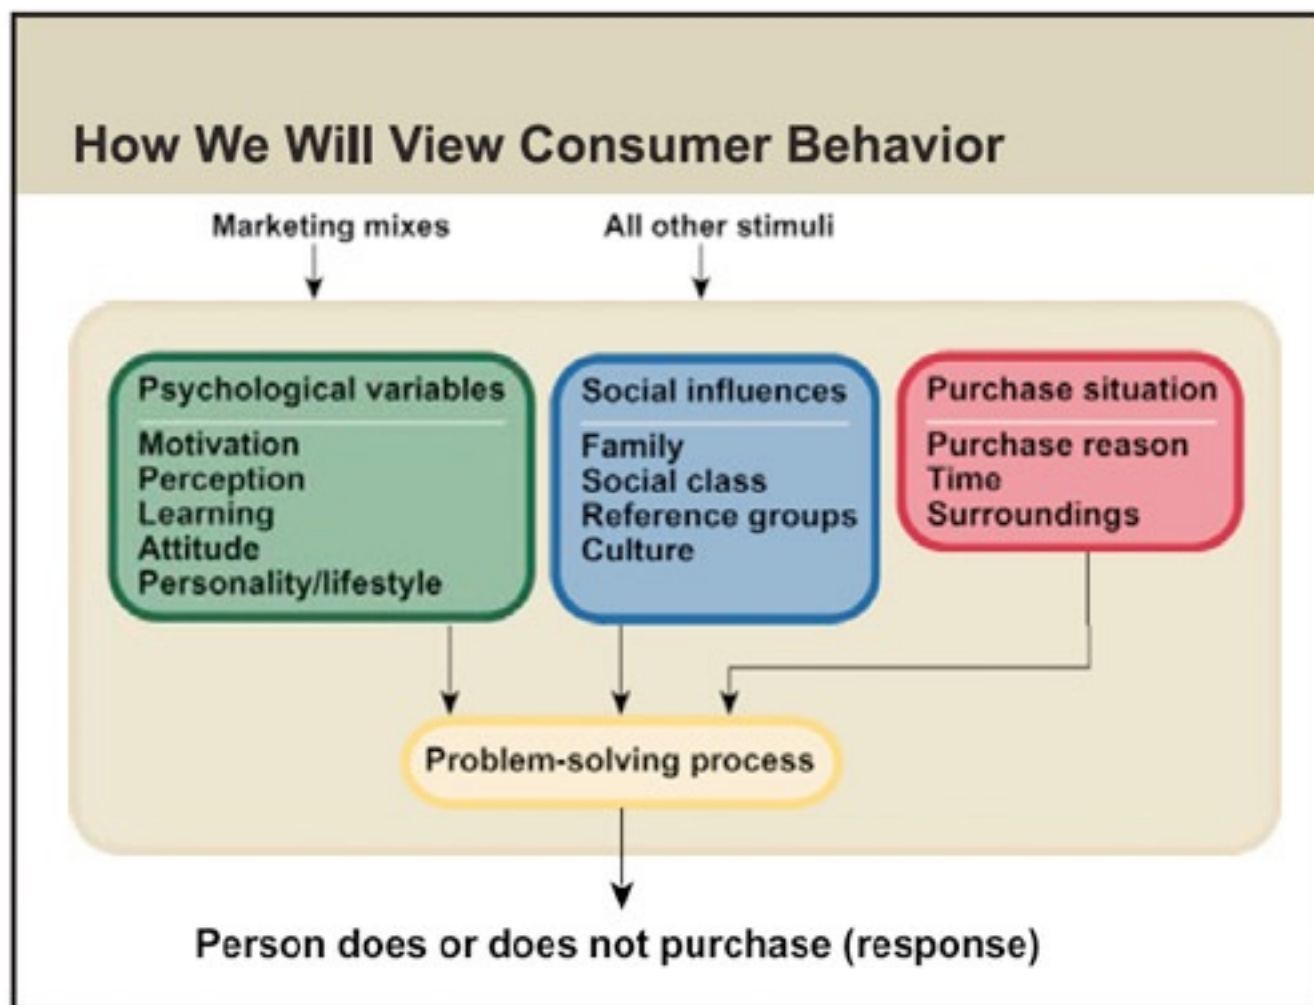 How We Will View Consumer Behavior
Marketing mixes
All other stimuli
Psychological variables
Motivation
Perception
Learning
Attitude
Personality/lifestyle
Social influences
Family
Social class
Reference groups
Culture
Purchase situation
Purchase reason
Time
Surroundings
Problem-solving process
Person does or does not purchase (response)